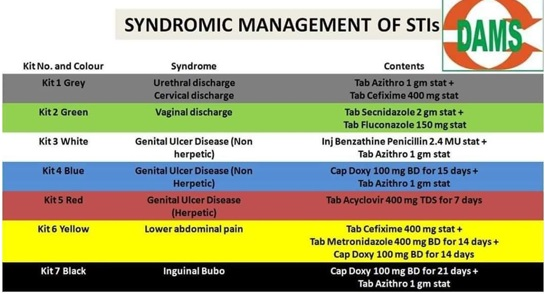 SYNDROMIC MANAGEMENT OF STIs
DAMS
Kit No. and Colour Syndrome Contents
Kit 1 Grey Urethral discharge Tab Azithro 1 gm stat +
Cervical discharge Tab Cefixime 400 mg stat
Kit 2 Green Vaginal discharge Tab Secnidazole 2 gm stat +
Tab Fluconazole 150 mg stat
Kit 3 White Genital Ulcer Disease (Non Inj Benzathine Penicillin 2.4 MU stat +
herpetic) Tab Azithro 1 gm stat
Kit 4 Blue Genital Ulcer Disease (Non Cap Doxy 100 mg BD for 15 days +
Herpetic) Tab Azithro 1 gm stat
Kit 5 Red Genital Ulcer Disease Tab Acyclovir 400 mg TDS for 7 days
(Herpetic)
Kit 6 Yellow Lower abdominal pain Tab Cefixime 400 mg stat +
Tab Metronidazole 400 mg BD for 14 days +
Cap Doxy 100 mg BD for 14 days
Kit 7 Black Inguinal Bubo Cap Doxy 100 mg BD for 21 days +
Tab Azithro 1 gm stat